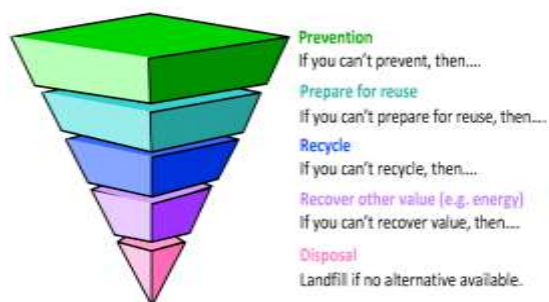 Prevention
If you can't prevent, then....
Prepare for reuse
If you can't prepare for reuse, then....
Recycle
If you can't recycle, then....
Recover other value (e.g. energy)
If you can't recover value, then....
Disposal
Landfill if no alternative available.